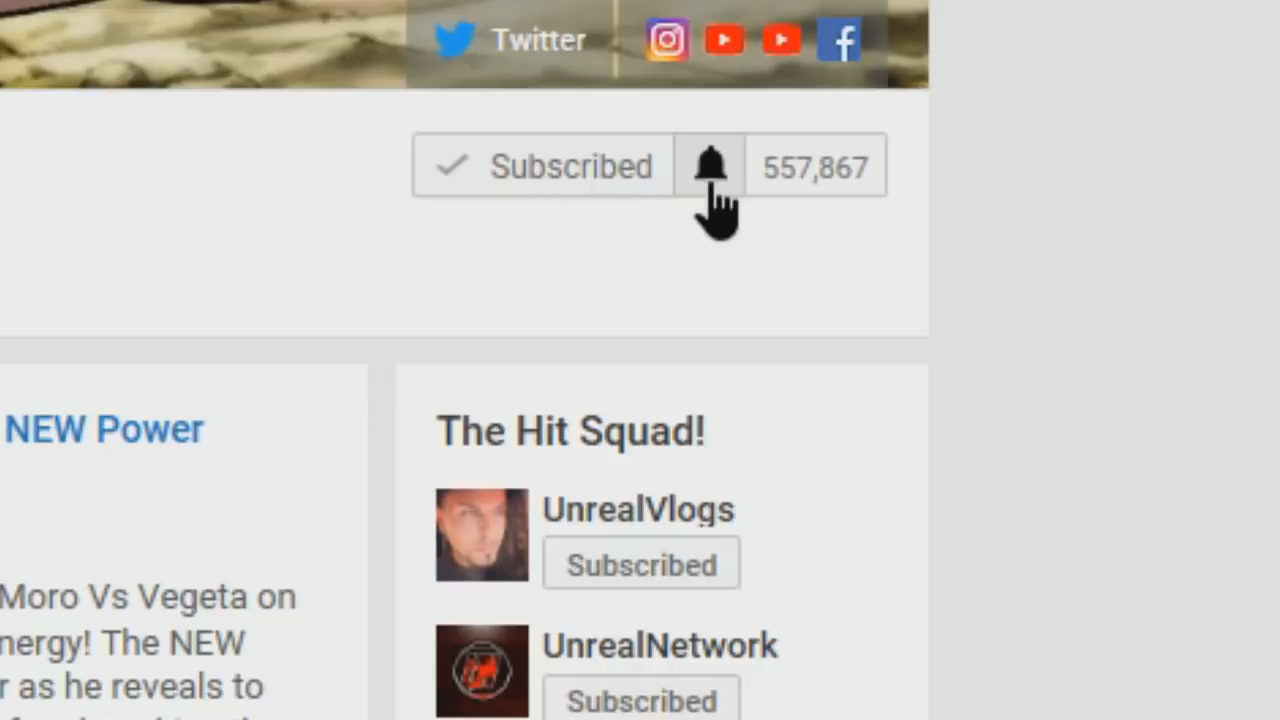 Twitter
Subscribed 557,867
NEW Power
The Hit Squad!
UnrealVlogs
Subscribed
Moro Vs Vegeta on
nergy! The NEW
r as he reveals to
UnrealNetwork
Subscribed